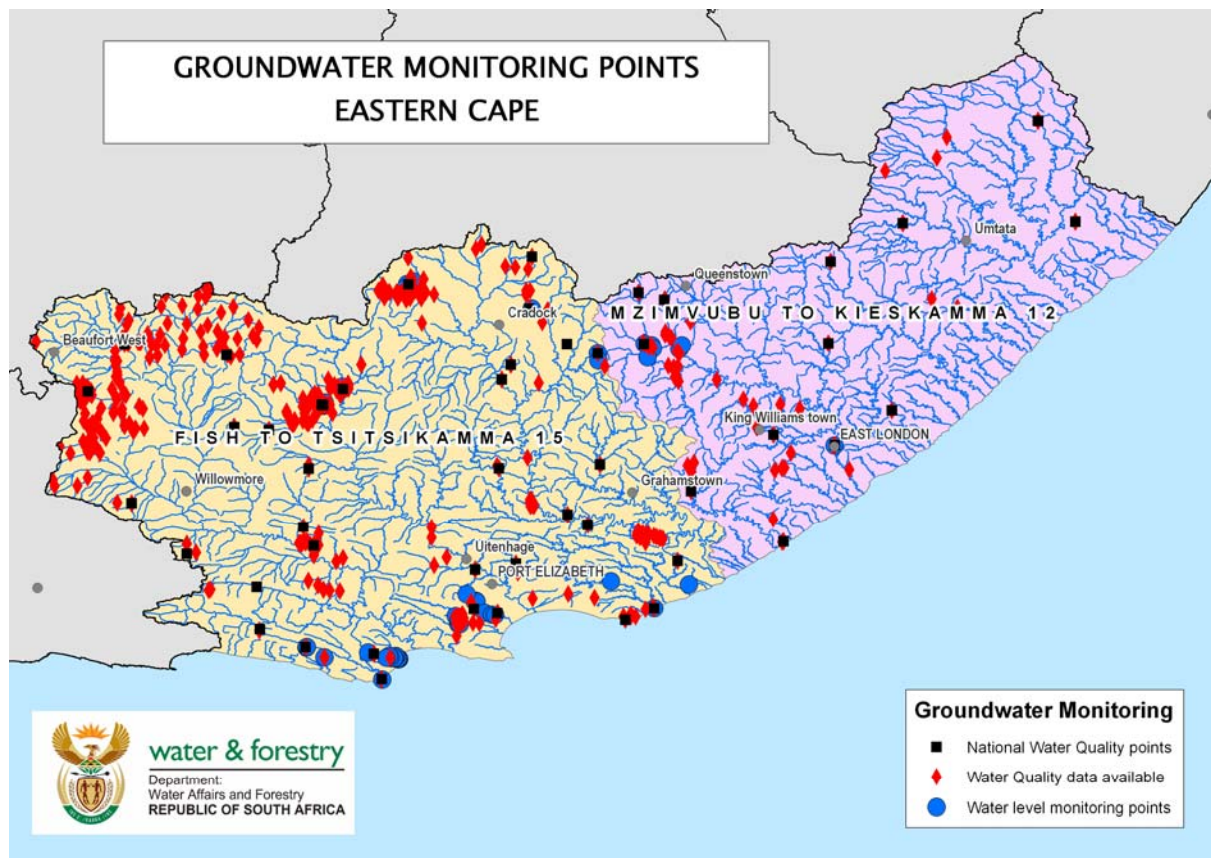 GROUNDWATER MONITORING POINTS
EASTERN CAPE
Umtata
Queenstown
MZIMVUBU TO KIESKAMMA 12
Cradock
Beaufort West
King Williams town
EAST LONDON
FISH TO TSITSIKAMMA 15
Willowmore
Grahamstown
Uitenhage
PORT ELIZABETH
water & forestry
Department:
Water Affairs and Forestry
REPUBLIC OF SOUTH AFRICA
Groundwater Monitoring
National Water Quality points
Water Quality data available
Water level monitoring points